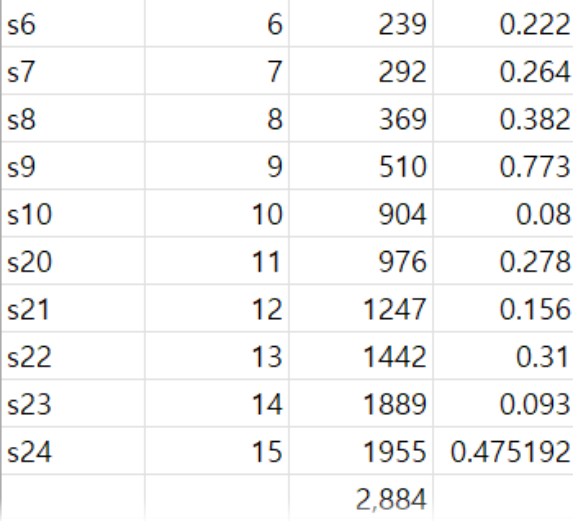 s6 6 239 0.222
s7 7 292 0.264
s8 8 369 0.382
s9 9 510 0.773
s10 10 904 0.08
s20 11 976 0.278
s21 12 1247 0.156
s22 13 1442 0.31
s23 14 1889 0.093
s24 15 1955 0.475192
2,884